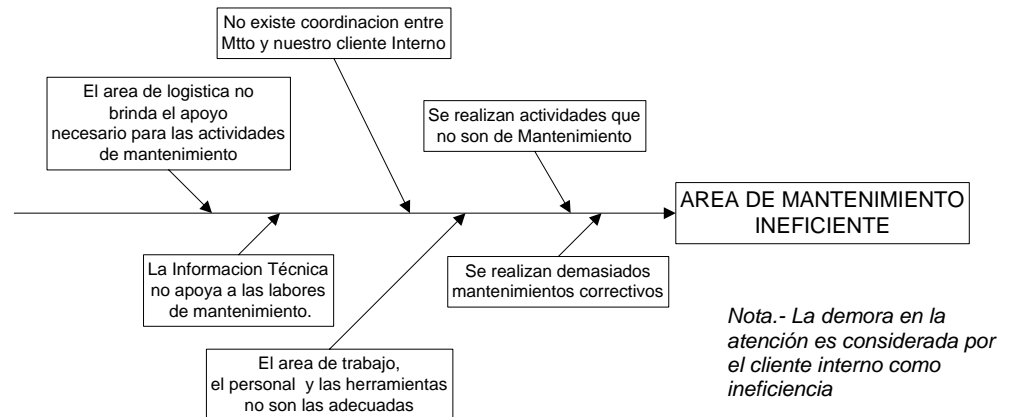 No existe coordinacion entre
Mtto y nuestro cliente Interno
El area de logistica no
brinda el apoyo
necesario para las actividades
de mantenimiento
Se realizan actividades que
no son de Mantenimiento
AREA DE MANTENIMIENTO
INEFICIENTE
La Informacion Técnica
no apoya a las labores
de mantenimiento.
Se realizan demasiados
mantenimientos correctivos
El area de trabajo,
el personal y las herramientas
no son las adecuadas
Nota.- La demora en la
atención es considerada por
el cliente interno como
ineficiencia